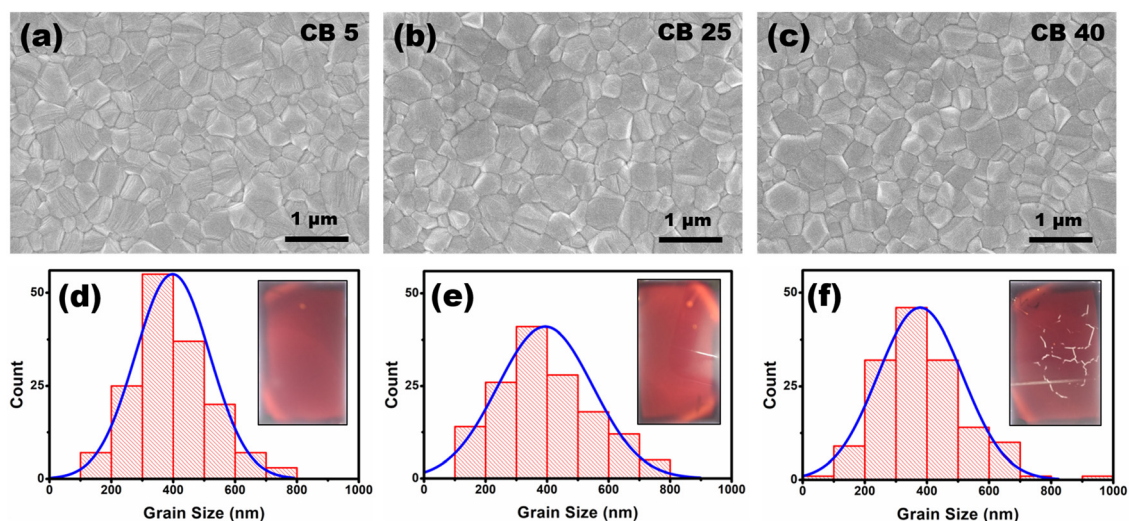 (a) CB 5
(b) CB 25
(c) CB 40
1 μm
1 μm
1 μm
(d)
(e)
(f)
50
25
0
Count
0 200 400 600 800 1000
Grain Size (nm)
50
25
0
Count
0 200 400 600 800 1000
Grain Size (nm)
50
25
0
Count
0 200 400 600 800 1000
Grain Size (nm)